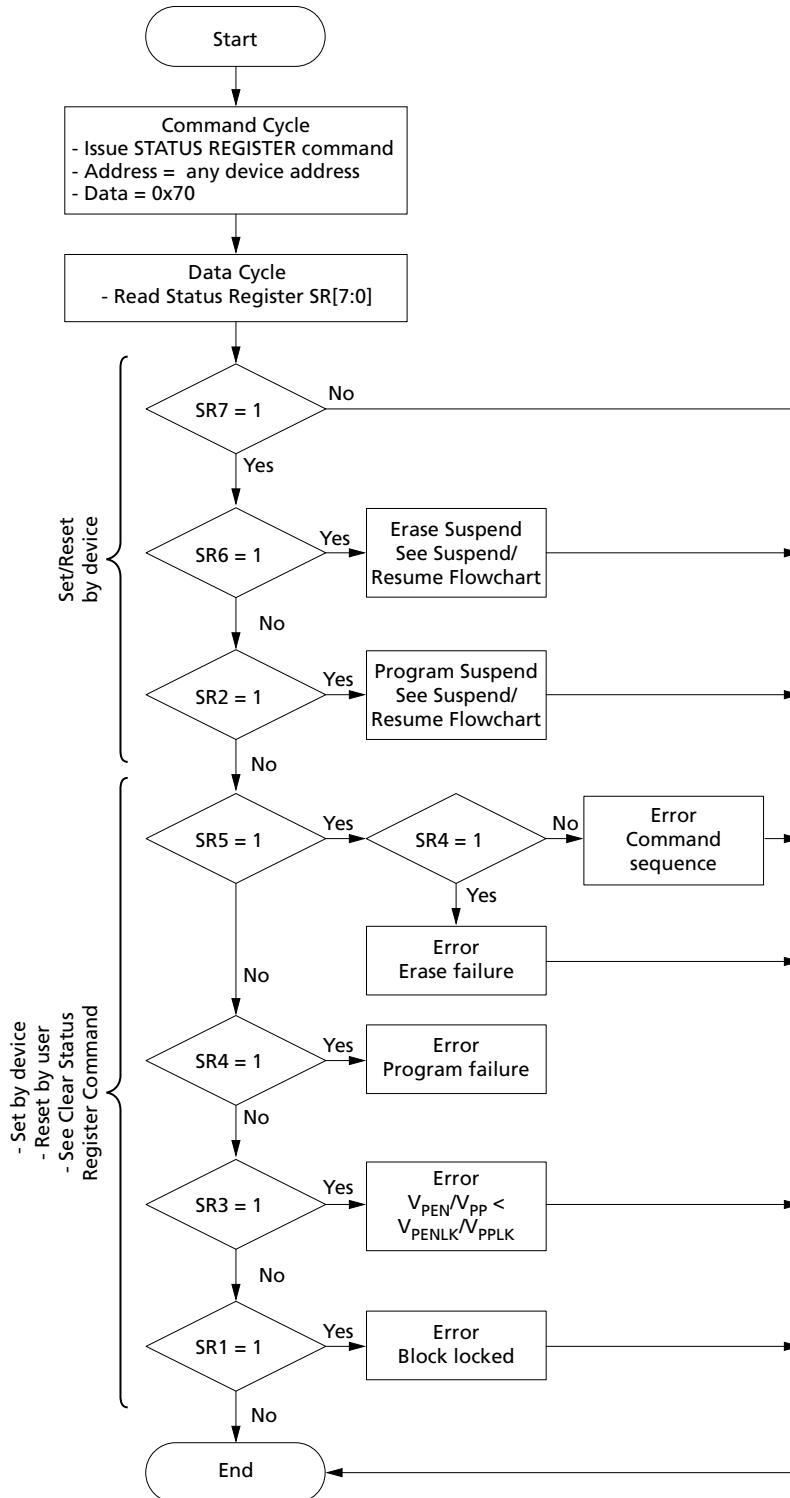 Start
Command Cycle
- Issue STATUS REGISTER command
- Address = any device address
- Data = 0x70
Data Cycle
- Read Status Register SR[7:0]
Set/Reset
by device
SR7 = 1
No
Yes
SR6 = 1
Yes
Erase Suspend
See Suspend/
Resume Flowchart
No
SR2 = 1
Yes
Program Suspend
See Suspend/
Resume Flowchart
No
- Set by device
- Reset by user
- See Clear Status
Register Command
SR5 = 1
Yes
SR4 = 1
No
Error
Command
sequence
Yes
Error
Erase failure
No
SR4 = 1
Yes
Error
Program failure
No
SR3 = 1
Yes
Error
VPEN/VPP <
VPENLK/VPPLK
No
SR1 = 1
Yes
Error
Block locked
No
End